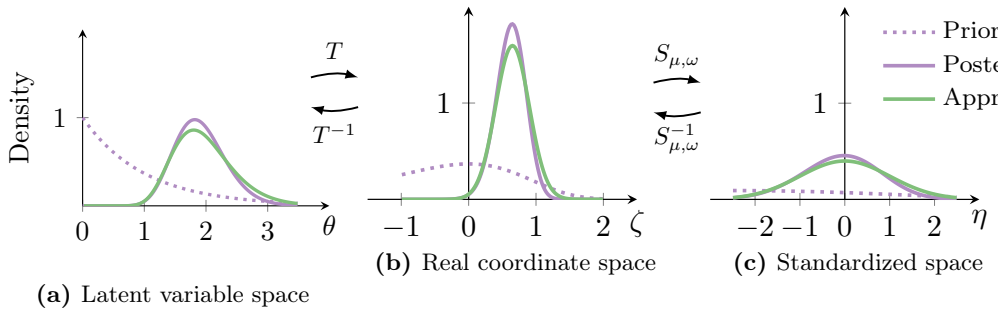 Density
1
0 1 2 3 θ
(a) Latent variable space
T
T⁻¹
1
−1 0 1 2 ζ
(b) Real coordinate space
S_{μ,ω}
S⁻¹_{μ,ω}
1
−2 −1 0 1 2 η
(c) Standardized space
Prior
Poste
Appr